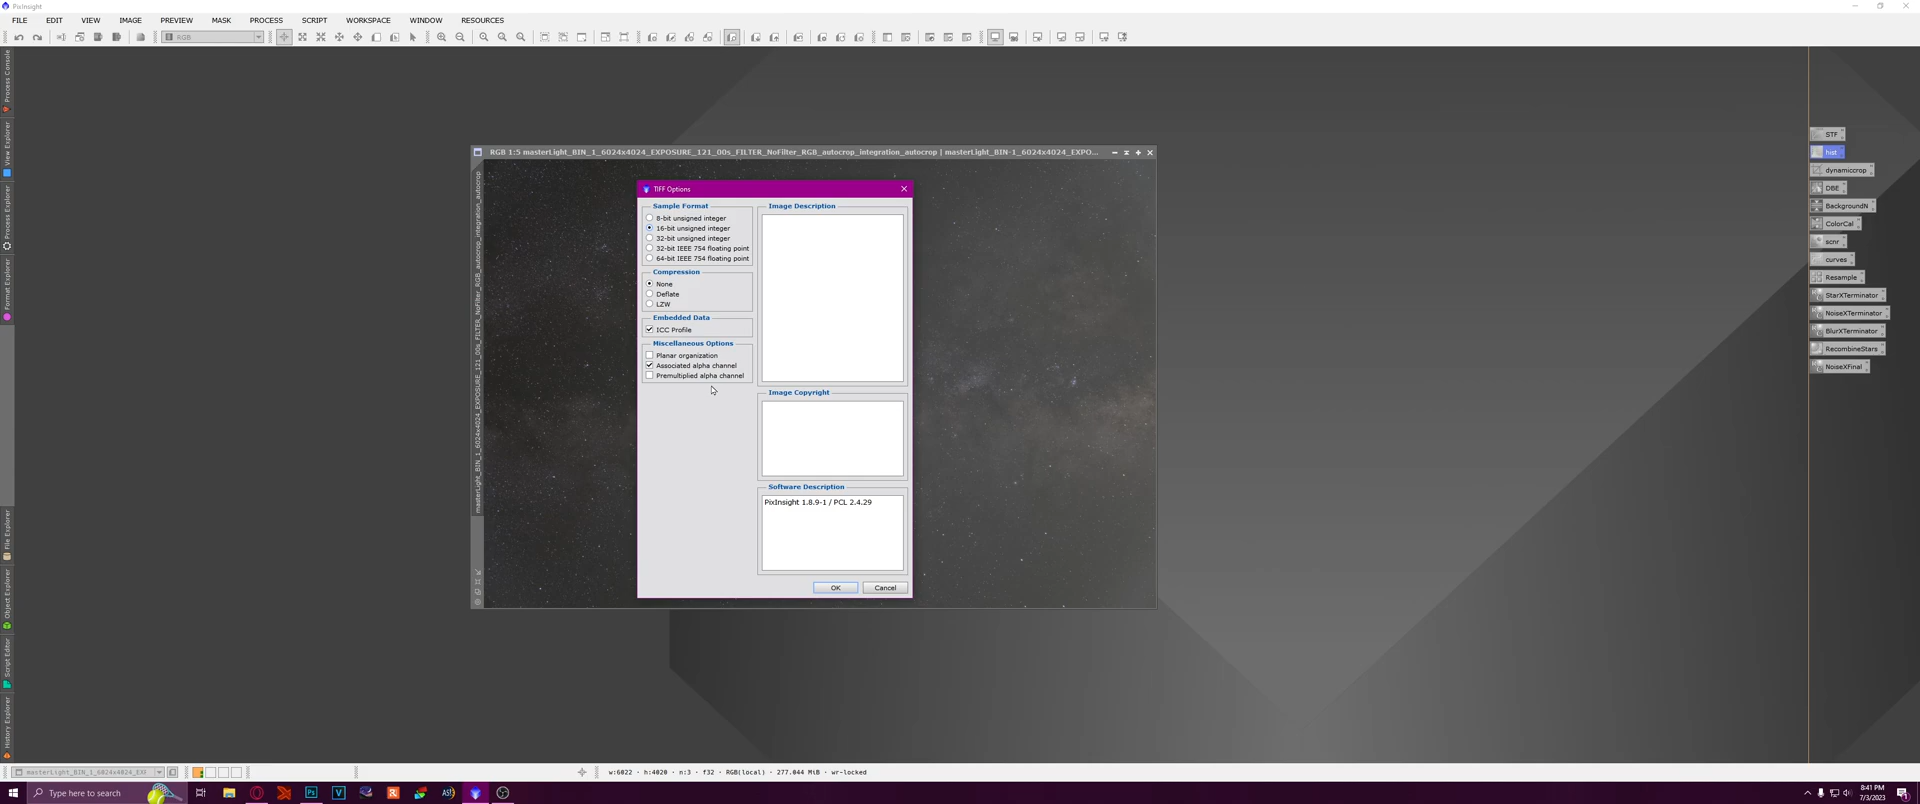 PixInsight
FILE EDIT VIEW IMAGE PREVIEW MASK PROCESS SCRIPT WORKSPACE WINDOW RESOURCES
RGB
Process Console
View Explorer
Process Explorer
Format Explorer
File Explorer
Object Explorer
Script Editor
History Explorer
RGB 1:5 masterLight_BIN_1_6024x4024_EXPOSURE_121_00s_FILTER_NoFilter_RGB_autocrop_integration_autocrop | masterLight_BIN-1_6024x4024_EXPO...
masterLight_BIN_1_6024x4024_EXPOSURE_121_00s_FILTER_NoFilter_RGB_autocrop_integration_autocrop
TIFF Options
Sample Format
8-bit unsigned integer
16-bit unsigned integer
32-bit unsigned integer
32-bit IEEE 754 floating point
64-bit IEEE 754 floating point
Compression
None
Deflate
LZW
Embedded Data
ICC Profile
Miscellaneous Options
Planar organization
Associated alpha channel
Premultiplied alpha channel
Image Description
Image Copyright
Software Description
PixInsight 1.8.9-1 / PCL 2.4.29
OK Cancel
STF
hist
dynamiccrop
DBE
BackgroundN
ColorCal
scnr
curves
Resample
StarXTerminator
NoiseXTerminator
BlurXTerminator
RecombineStars
NoiseXFinal
masterLight_BIN_1_6024x4024_EXI
w:6022 · h:4020 · n:3 · f32 · RGB(local) · 277.044 MiB · wr-locked
Type here to search
8:41 PM
7/3/2023